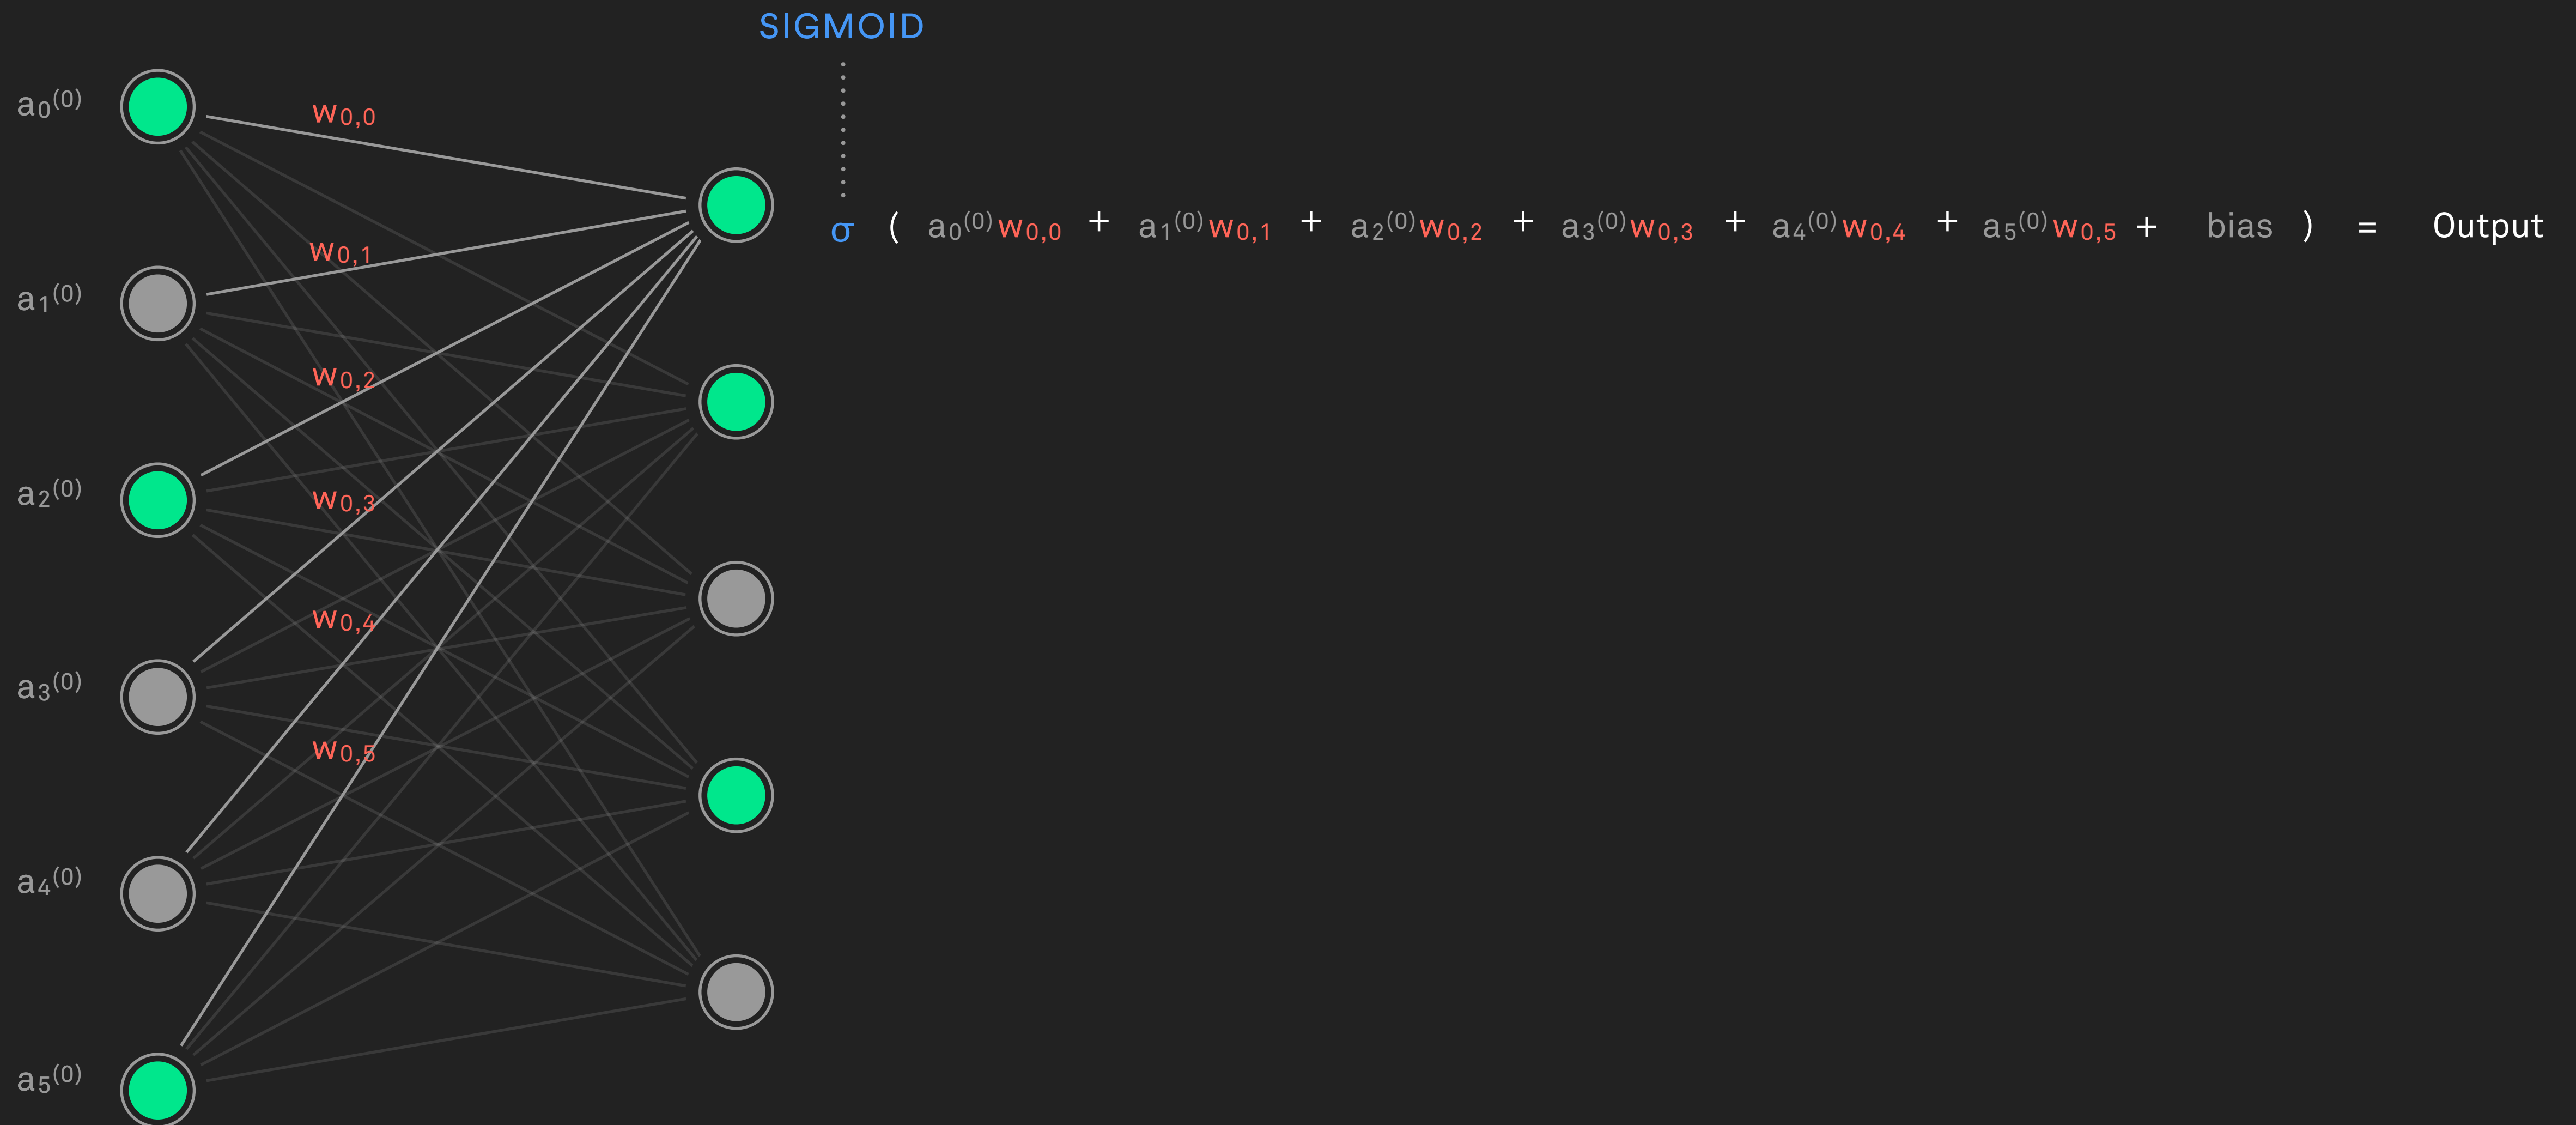 SIGMOID
a₀⁽⁰⁾
w₀,₀
σ ( a₀⁽⁰⁾w₀,₀ + a₁⁽⁰⁾w₀,₁ + a₂⁽⁰⁾w₀,₂ + a₃⁽⁰⁾w₀,₃ + a₄⁽⁰⁾w₀,₄ + a₅⁽⁰⁾w₀,₅ + bias ) = Output
w₀,₁
a₁⁽⁰⁾
w₀,₂
a₂⁽⁰⁾
w₀,₃
w₀,₄
a₃⁽⁰⁾
w₀,₅
a₄⁽⁰⁾
a₅⁽⁰⁾